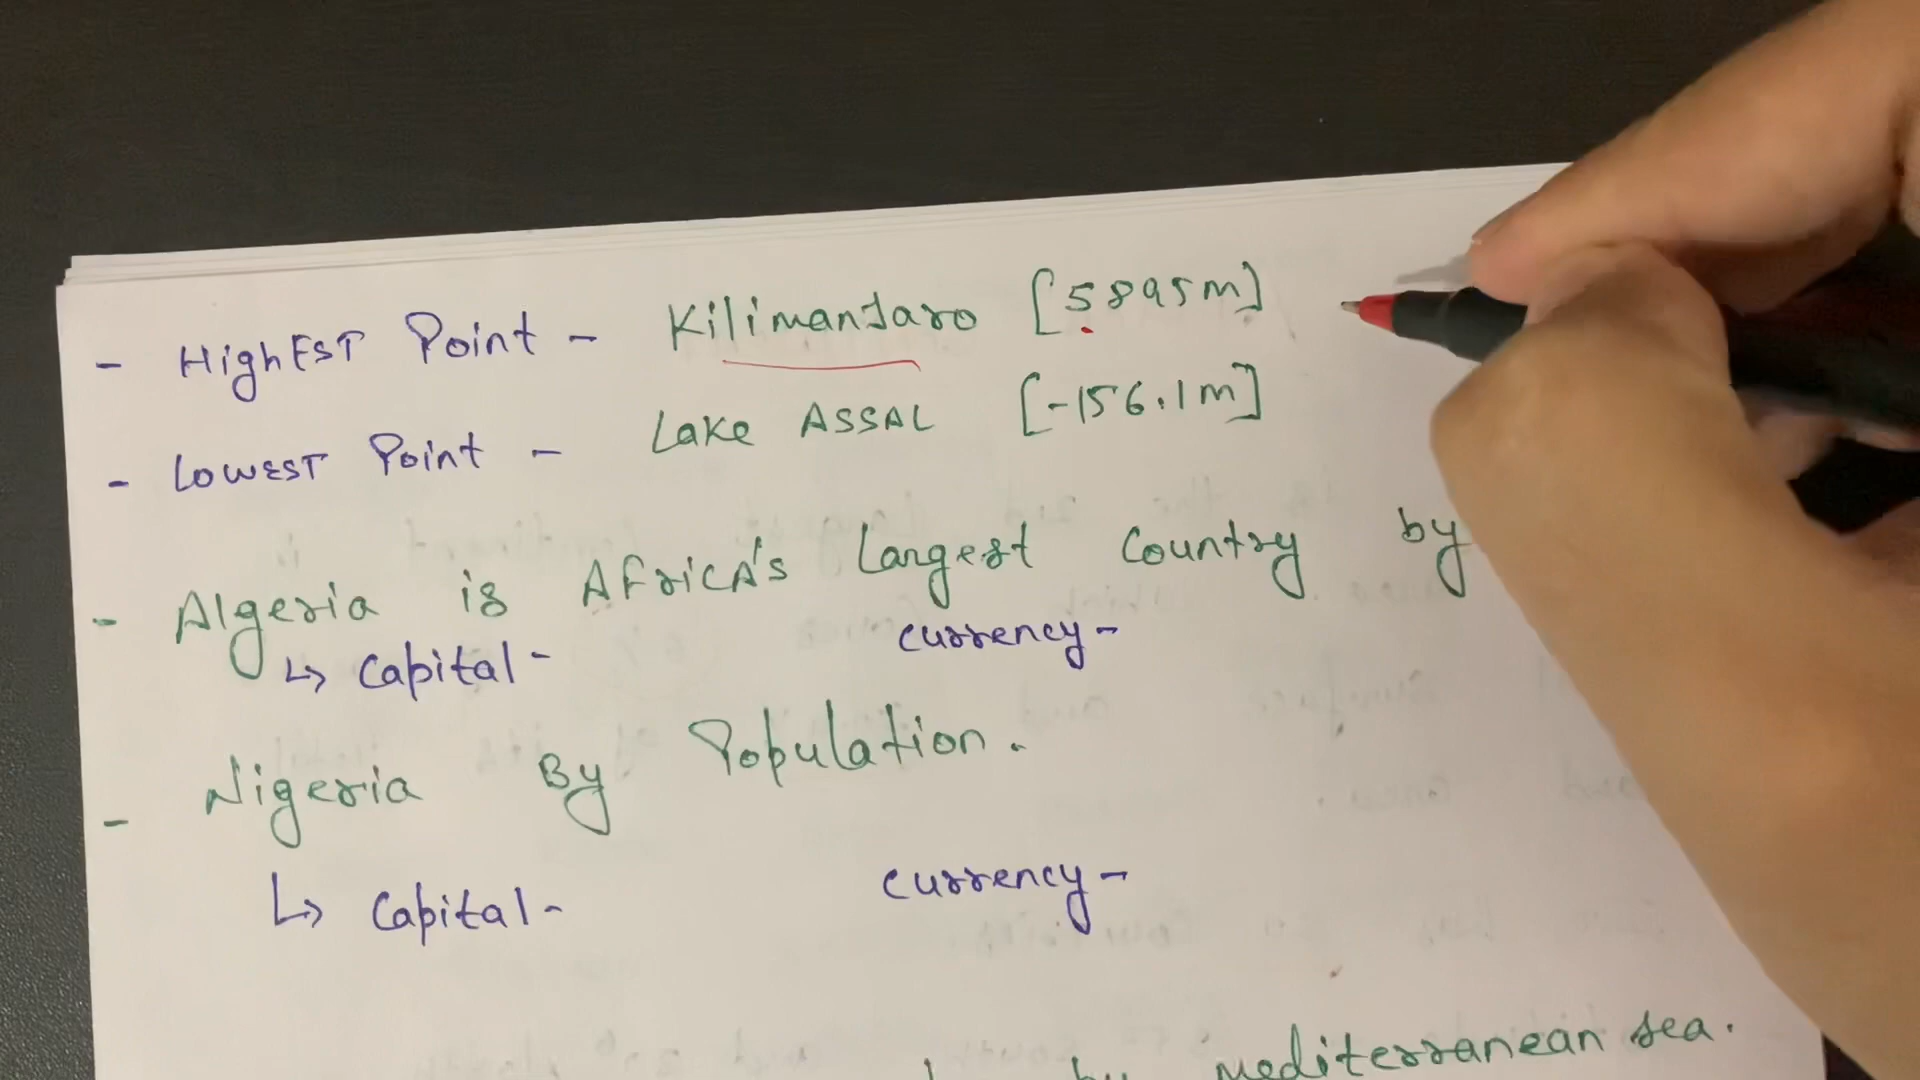 - HighEST Point - KilimanJaro [5895m]
- LOWEST Point - Lake ASSAL [-156.1m]
- Algeria is AFricA's Largest Country by
↳ Capital - currency -
- Nigeria By Population.
↳ Capital - currency -
by mediterranean sea.